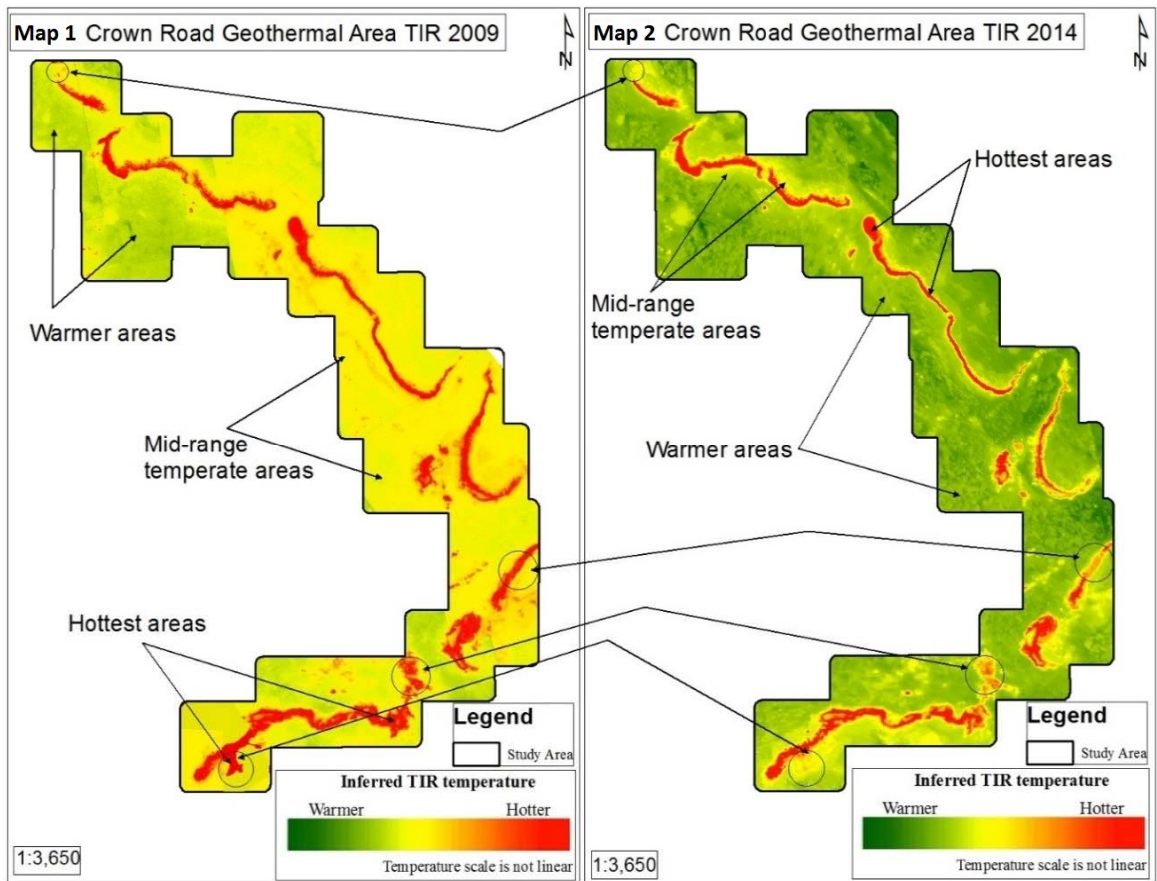 Map 1 Crown Road Geothermal Area TIR 2009
N
Warmer areas
Mid-range
temperate areas
Hottest areas
Legend
Study Area
Inferred TIR temperature
Warmer Hotter
Temperature scale is not linear
1:3,650
Map 2 Crown Road Geothermal Area TIR 2014
N
Hottest areas
Mid-range
temperate areas
Warmer areas
Legend
Study Area
Inferred TIR temperature
Warmer Hotter
Temperature scale is not linear
1:3,650